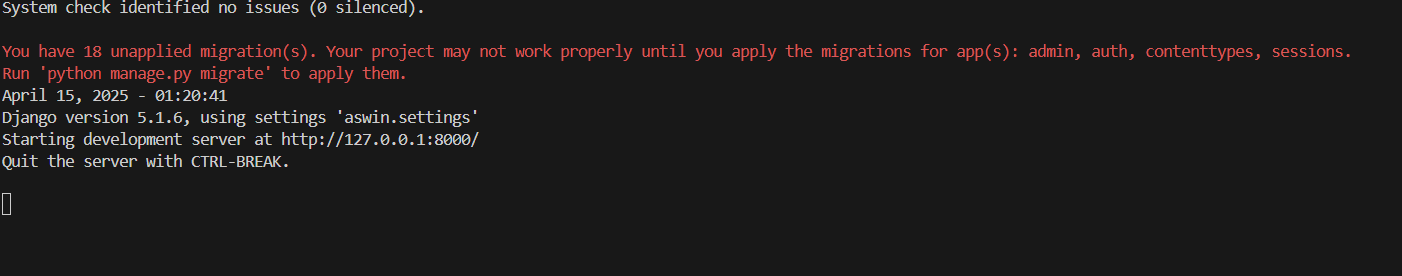 System check identified no issues (0 silenced).
You have 18 unapplied migration(s). Your project may not work properly until you apply the migrations for app(s): admin, auth, contenttypes, sessions.
Run 'python manage.py migrate' to apply them.
April 15, 2025 - 01:20:41
Django version 5.1.6, using settings 'aswin.settings'
Starting development server at http://127.0.0.1:8000/
Quit the server with CTRL-BREAK.